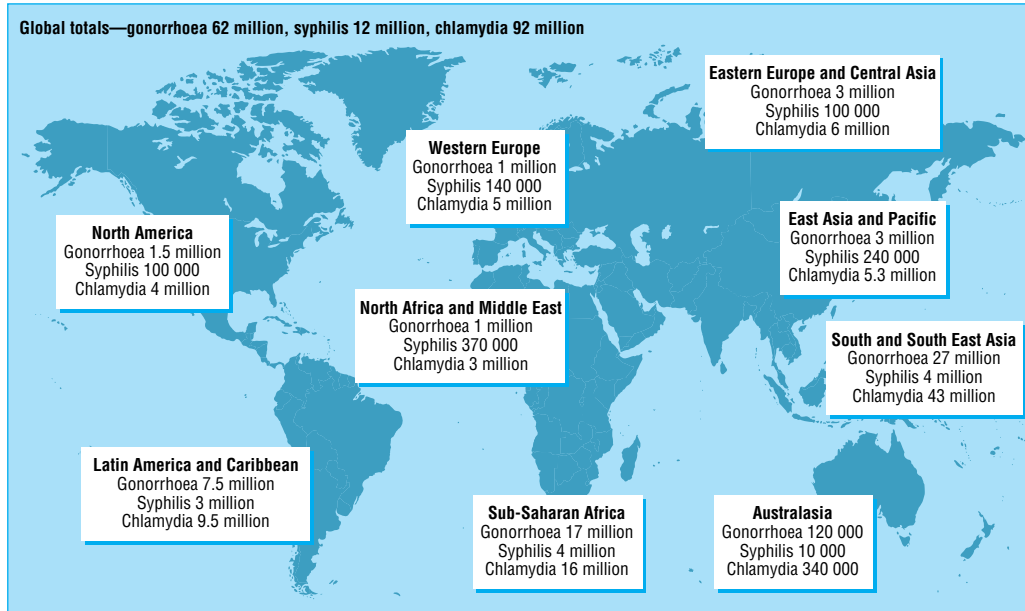 Global totals—gonorrhoea 62 million, syphilis 12 million, chlamydia 92 million
Eastern Europe and Central Asia
Gonorrhoea 3 million
Syphilis 100 000
Chlamydia 6 million
Western Europe
Gonorrhoea 1 million
Syphilis 140 000
Chlamydia 5 million
North America
Gonorrhoea 1.5 million
Syphilis 100 000
Chlamydia 4 million
East Asia and Pacific
Gonorrhoea 3 million
Syphilis 240 000
Chlamydia 5.3 million
North Africa and Middle East
Gonorrhoea 1 million
Syphilis 370 000
Chlamydia 3 million
South and South East Asia
Gonorrhoea 27 million
Syphilis 4 million
Chlamydia 43 million
Latin America and Caribbean
Gonorrhoea 7.5 million
Syphilis 3 million
Chlamydia 9.5 million
Sub-Saharan Africa
Gonorrhoea 17 million
Syphilis 4 million
Chlamydia 16 million
Australasia
Gonorrhoea 120 000
Syphilis 10 000
Chlamydia 340 000